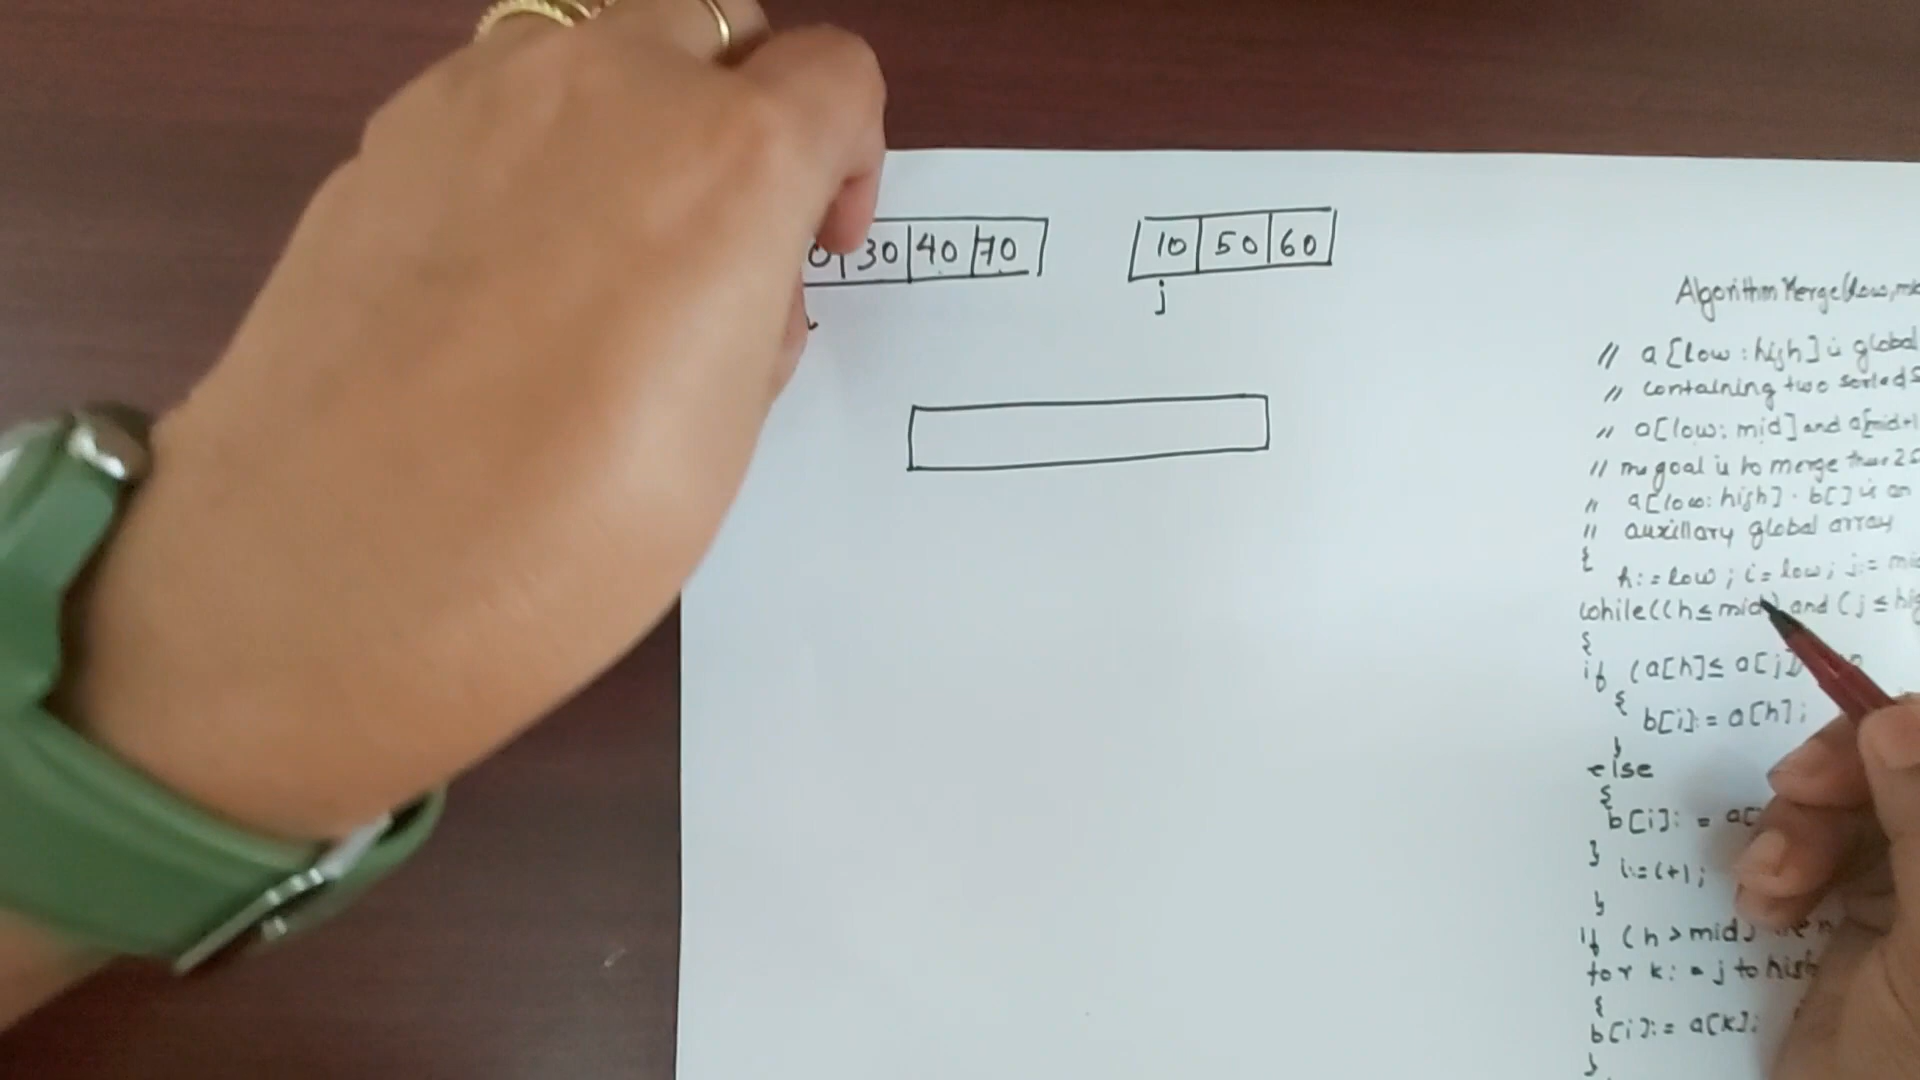 30 40 70
10 50 60
j
Algorithm Merge(low,
// a[low:high] is global
// containing two sorted
// a[low:mid] and a[mid+1
// the goal is to merge these 2
// a[low:high]. b[] is an
// auxillary global array
{
h:=low; i=low; j:=
while((h≤mid) and (j≤
{
if (a[h]≤a[j]
{
b[i]:=a[h];
}
else
{
b[i]:=
}
i:=i+1;
}
if (h>mid)
for k:=j to high
{
b[i]:=a[k];
}